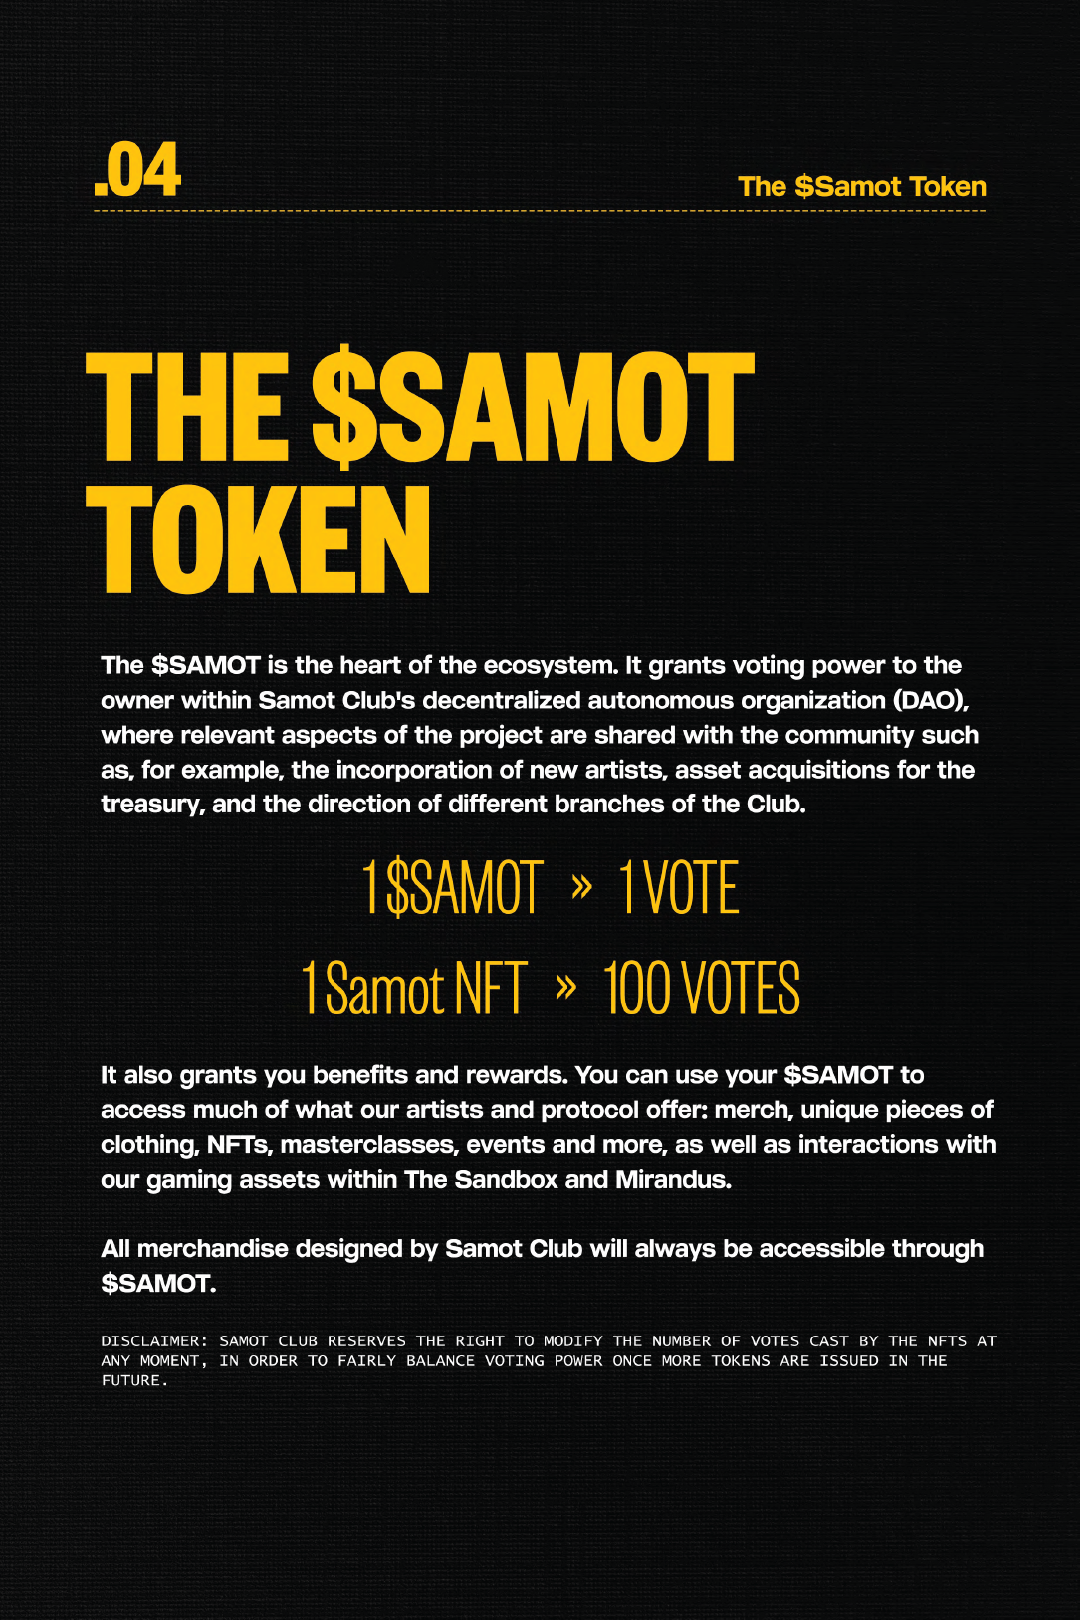 .04
The $Samot Token
THE $SAMOT
TOKEN
The $SAMOT is the heart of the ecosystem. It grants voting power to the
owner within Samot Club's decentralized autonomous organization (DAO),
where relevant aspects of the project are shared with the community such
as, for example, the incorporation of new artists, asset acquisitions for the
treasury, and the direction of different branches of the Club.
1 $SAMOT » 1 VOTE
1 Samot NFT » 100 VOTES
It also grants you benefits and rewards. You can use your $SAMOT to
access much of what our artists and protocol offer: merch, unique pieces of
clothing, NFTs, masterclasses, events and more, as well as interactions with
our gaming assets within The Sandbox and Mirandus.
All merchandise designed by Samot Club will always be accessible through
$SAMOT.
DISCLAIMER: SAMOT CLUB RESERVES THE RIGHT TO MODIFY THE NUMBER OF VOTES CAST BY THE NFTS AT
ANY MOMENT, IN ORDER TO FAIRLY BALANCE VOTING POWER ONCE MORE TOKENS ARE ISSUED IN THE
FUTURE.